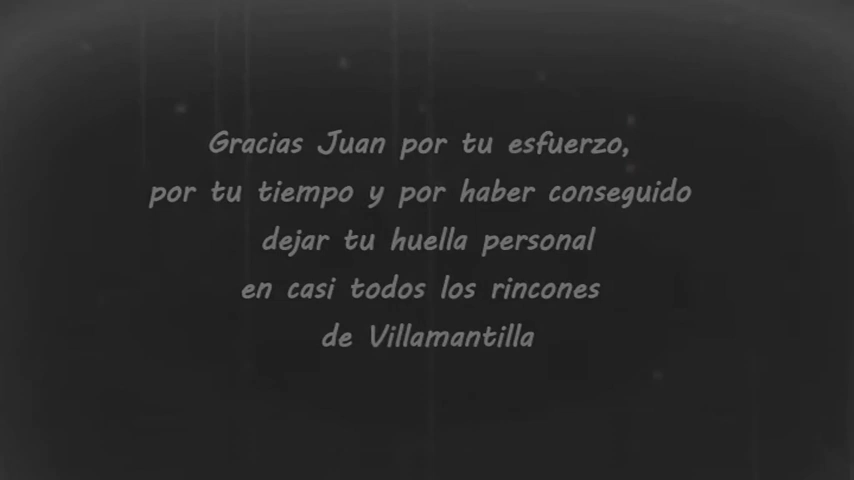 Gracias Juan por tu esfuerzo,
por tu tiempo y por haber conseguido
dejar tu huella personal
en casi todos los rincones
de Villamantilla